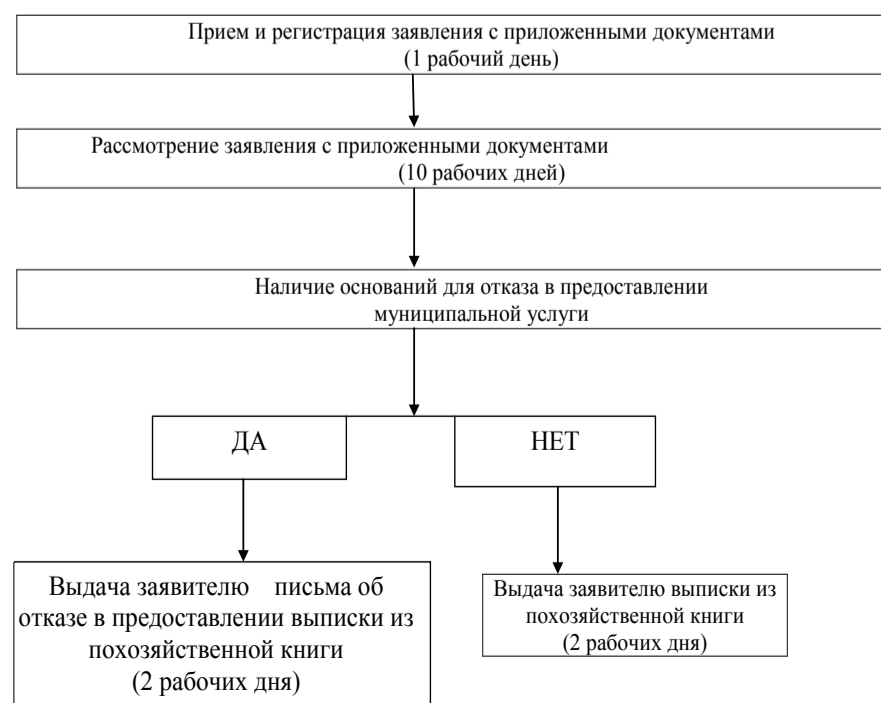 Прием и регистрация заявления с приложенными документами
(1 рабочий день)
Рассмотрение заявления с приложенными документами
(10 рабочих дней)
Наличие оснований для отказа в предоставлении
муниципальной услуги
ДА
НЕТ
Выдача заявителю письма об
отказе в предоставлении выписки из
похозяйственной книги
(2 рабочих дня)
Выдача заявителю выписки из
похозяйственной книги
(2 рабочих дня)